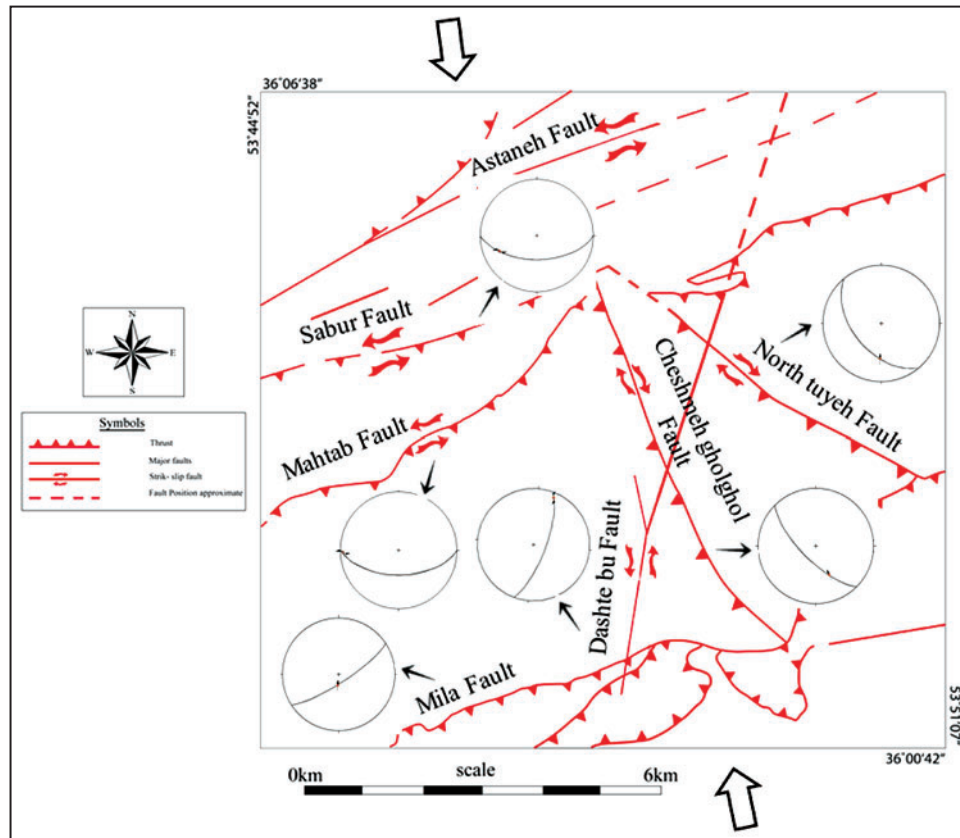 36°06'38"
53°44'52"
Astaneh Fault
Sabur Fault
North tuyeh Fault
Cheshmeh gholghol
Fault
Mahtab Fault
Dashte bu Fault
Mila Fault
N
W
E
S
Symbols
Thrust
Major faults
Strik- slip fault
Fault Position approximate
53°51'07"
36°00'42"
0km
scale
6km